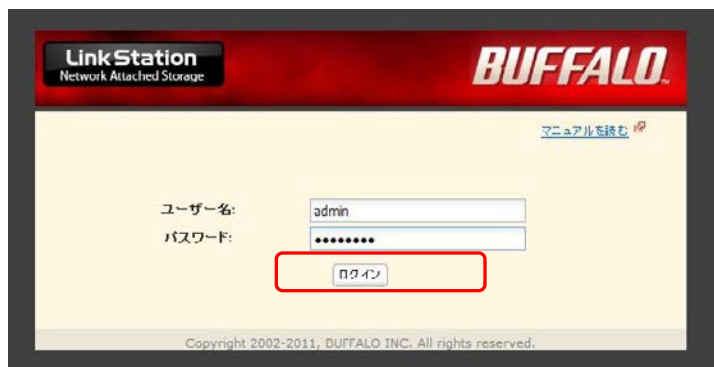 LinkStation
Network Attached Storage
BUFFALO
マニュアルを読む
ユーザー名:
admin
パスワード:
••••••••
ログイン
Copyright 2002-2011, BUFFALO INC. All rights reserved.